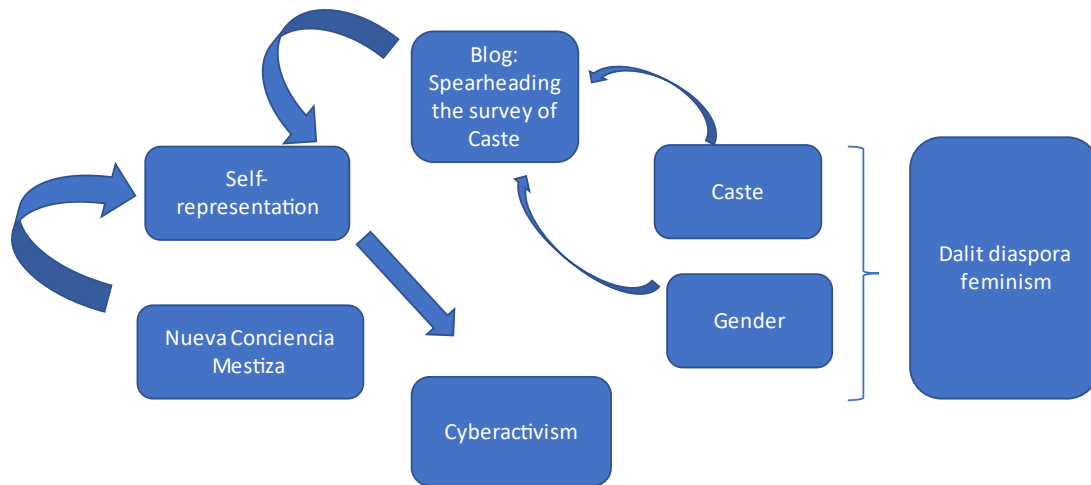 Blog:
Spearheading
the survey of
Caste
Self-
representation
Caste
Dalit diaspora
feminism
Gender
Nueva Conciencia
Mestiza
Cyberactivism